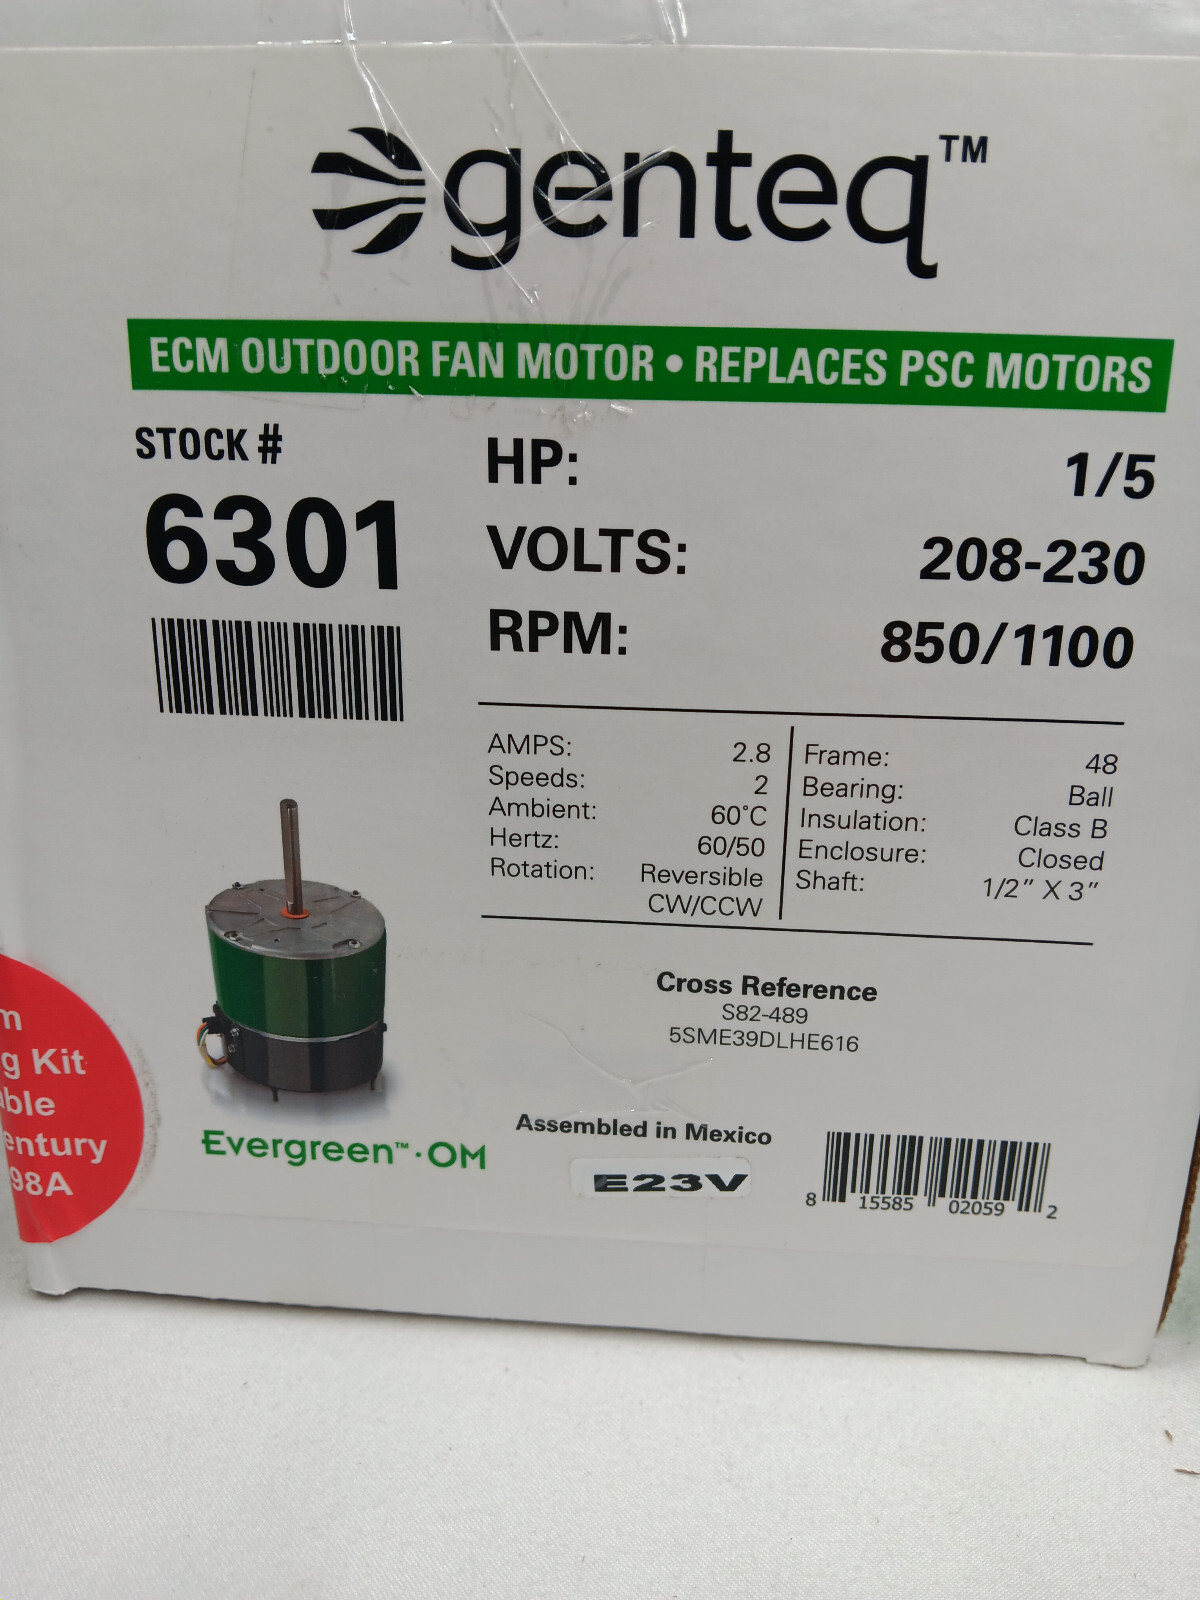 genteq™
ECM OUTDOOR FAN MOTOR • REPLACES PSC MOTORS
STOCK #
6301
HP: 1/5
VOLTS: 208-230
RPM: 850/1100
AMPS: 2.8
Speeds: 2
Ambient: 60°C
Hertz: 60/50
Rotation: Reversible
CW/CCW
Frame: 48
Bearing: Ball
Insulation: Class B
Enclosure: Closed
Shaft: 1/2” X 3”
Cross Reference
S82-489
5SME39DLHE616
Kit
98A
Evergreen™·OM
Assembled in Mexico
E23V
8 15585 02059 2